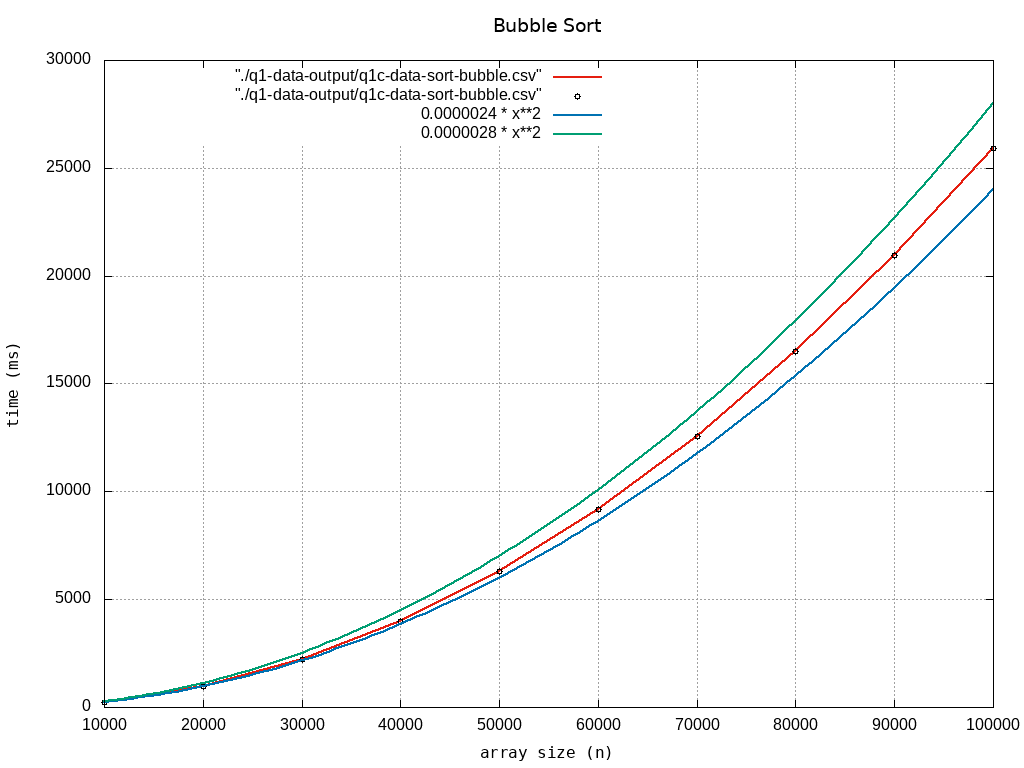 Bubble Sort
30000
"./q1-data-output/q1c-data-sort-bubble.csv"
"./q1-data-output/q1c-data-sort-bubble.csv"
0.0000024 * x**2
0.0000028 * x**2
25000
20000
time (ms)
15000
10000
5000
0
10000 20000 30000 40000 50000 60000 70000 80000 90000 100000
array size (n)